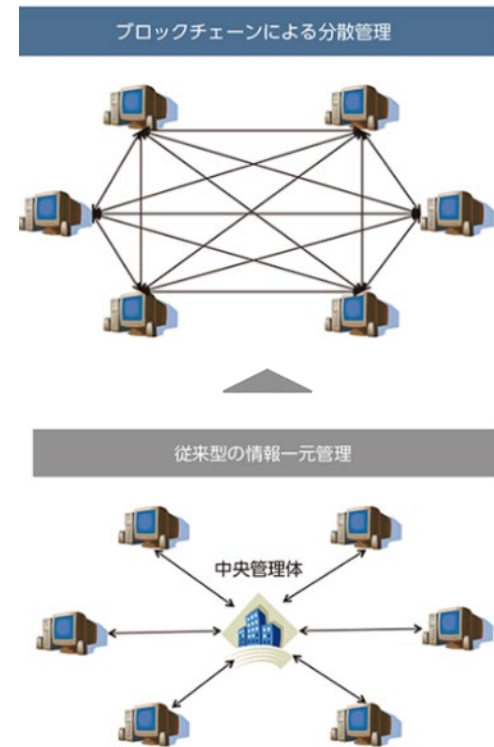 ブロックチェーンによる分散管理
従来型の情報一元管理
中央管理体